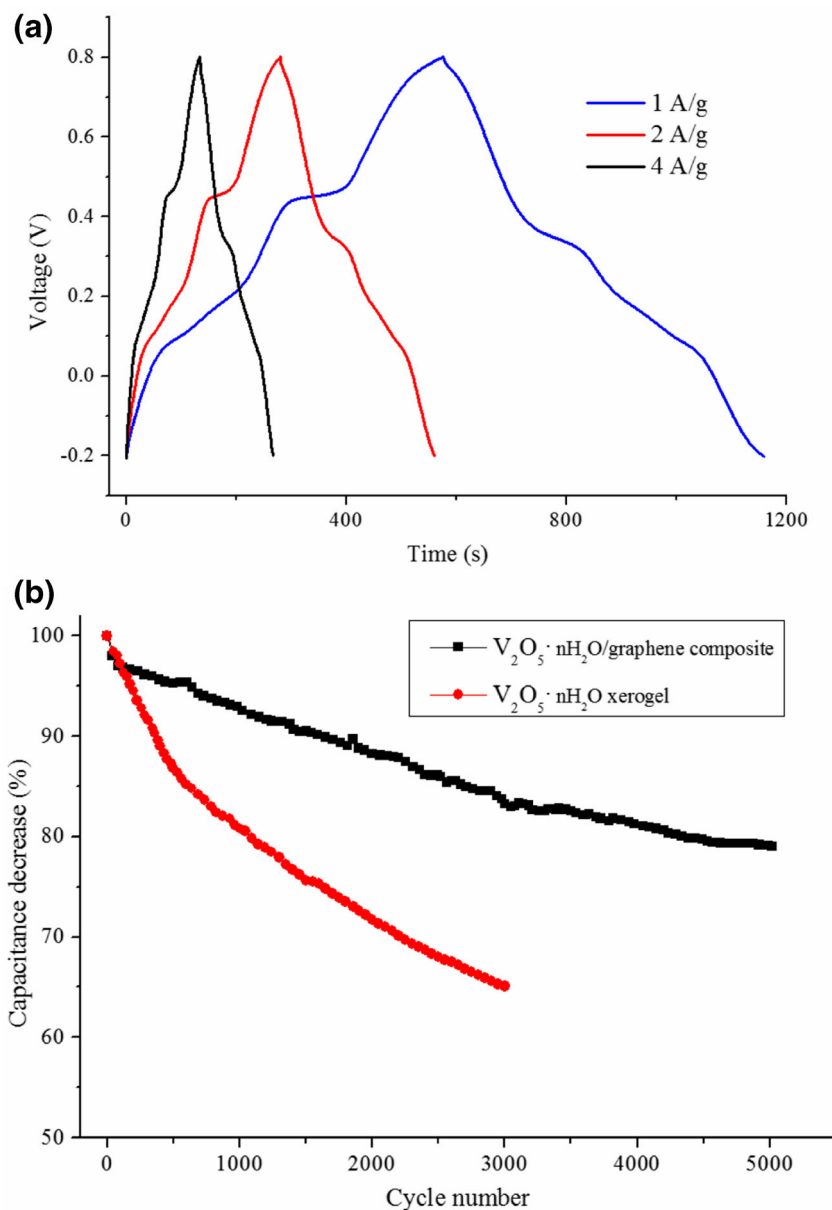 (a)
0.8
0.6
0.4
0.2
0.0
-0.2
Voltage (V)
1 A/g
2 A/g
4 A/g
0 400 800 1200
Time (s)
(b)
100
90
80
70
60
50
Capacitance decrease (%)
V₂O₅· nH₂O/graphene composite
V₂O₅· nH₂O xerogel
0 1000 2000 3000 4000 5000
Cycle number